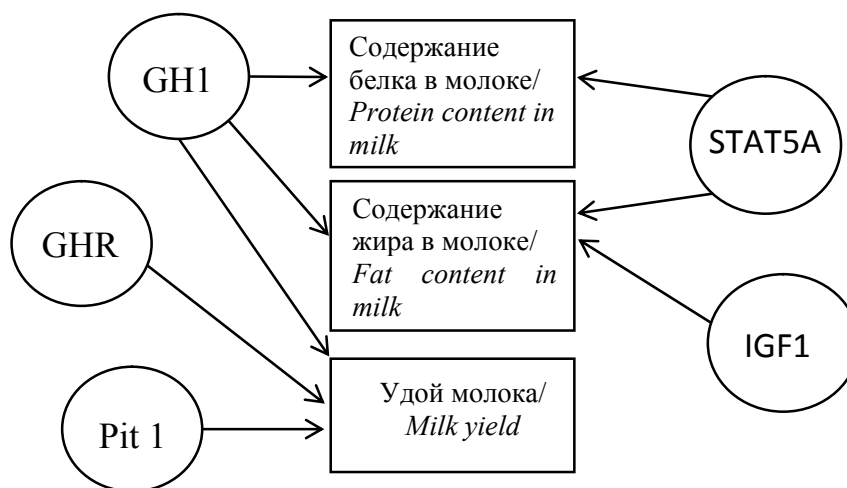 GH1
Содержание
белка в молоке/
Protein content in
milk
STAT5A
GHR
Содержание
жира в молоке/
Fat content in
milk
IGF1
Pit 1
Удой молока/
Milk yield